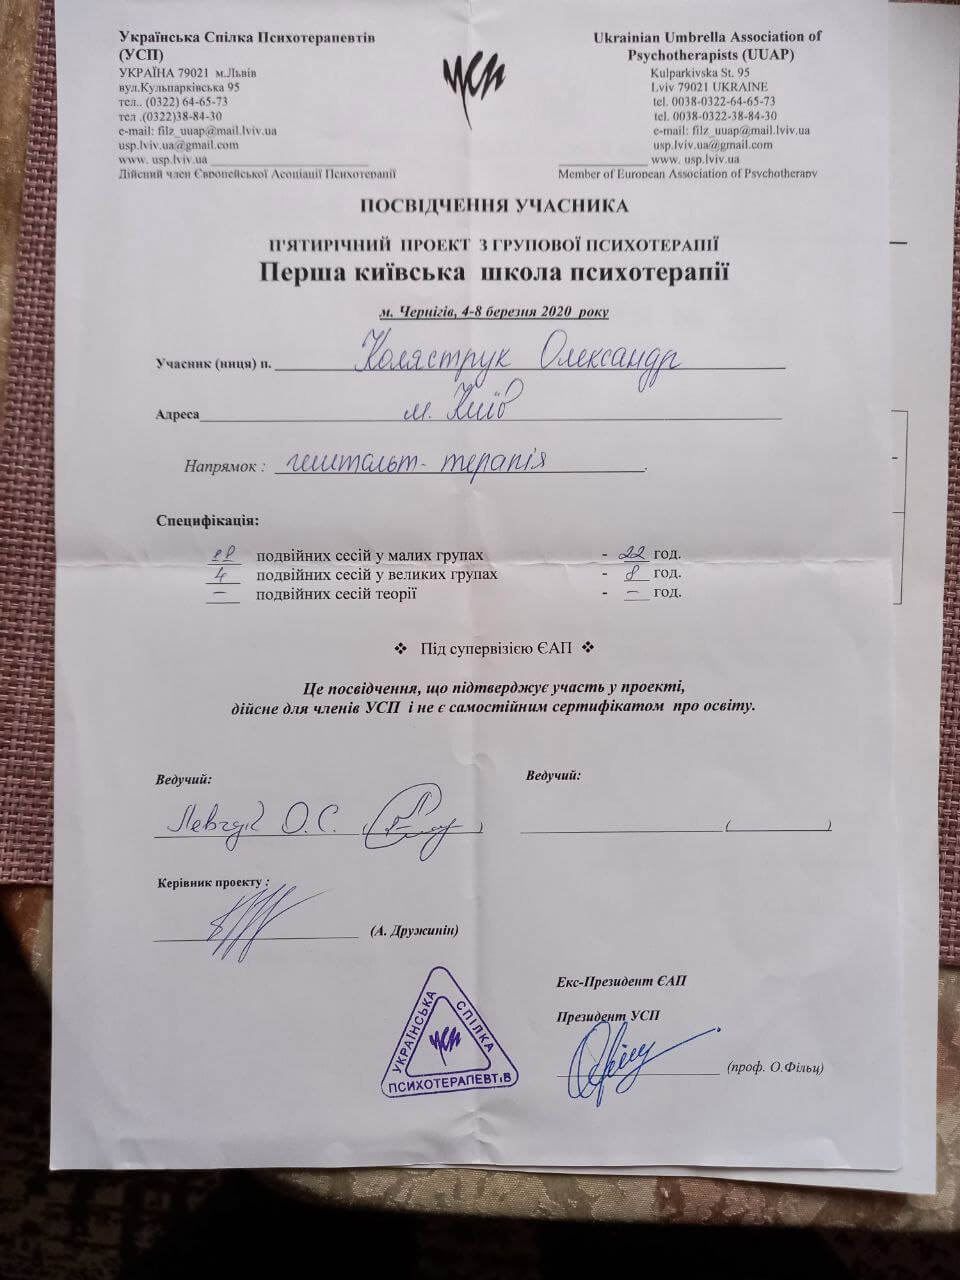 Українська Спілка Психотерапевтів
(УСП)
УКРАЇНА 79021 м.Львів
вул.Кульпарківська 95
тел.. (0322) 64-65-73
тел .(0322)38-84-30
e-mail: filz_uuap@mail.lviv.ua
usp.lviv.ua@gmail.com
www. usp.lviv.ua
Дійсний член Європейської Асоціації Психотерапії
усп
Ukrainian Umbrella Association of
Psychotherapists (UUAP)
Kulparkivska St. 95
Lviv 79021 UKRAINE
tel. 0038-0322-64-65-73
tel. 0038-0322-38-84-30
e-mail: filz_uuap@mail.lviv.ua
usp.lviv.ua@gmail.com
www. usp.lviv.ua
Member of European Association of Psychotherapy
ПОСВІДЧЕННЯ УЧАСНИКА
П'ЯТИРІЧНИЙ ПРОЕКТ З ГРУПОВОЇ ПСИХОТЕРАПІЇ
Перша київська школа психотерапії
м. Чернігів, 4-8 березня 2020 року
Учасник (ниця) п. Коляструк Олександр
Адреса м. Київ
Напрямок : гештальт- терапія
Специфікація:
подвійних сесій у малих групах - 22 год.
4 подвійних сесій у великих групах - 8 год.
– подвійних сесій теорії - – год.
❖ Під супервізією ЄАП ❖
Це посвідчення, що підтверджує участь у проекті,
дійсне для членів УСП і не є самостійним сертифікатом про освіту.
Ведучий:
О.С.
Ведучий:
Керівник проекту :
(А. Дружинін)
УКРАЇНСЬКА СПІЛКА ПСИХОТЕРАПЕВТІВ
усп
Екс-Президент ЄАП
Президент УСП
(проф. О.Фільц)